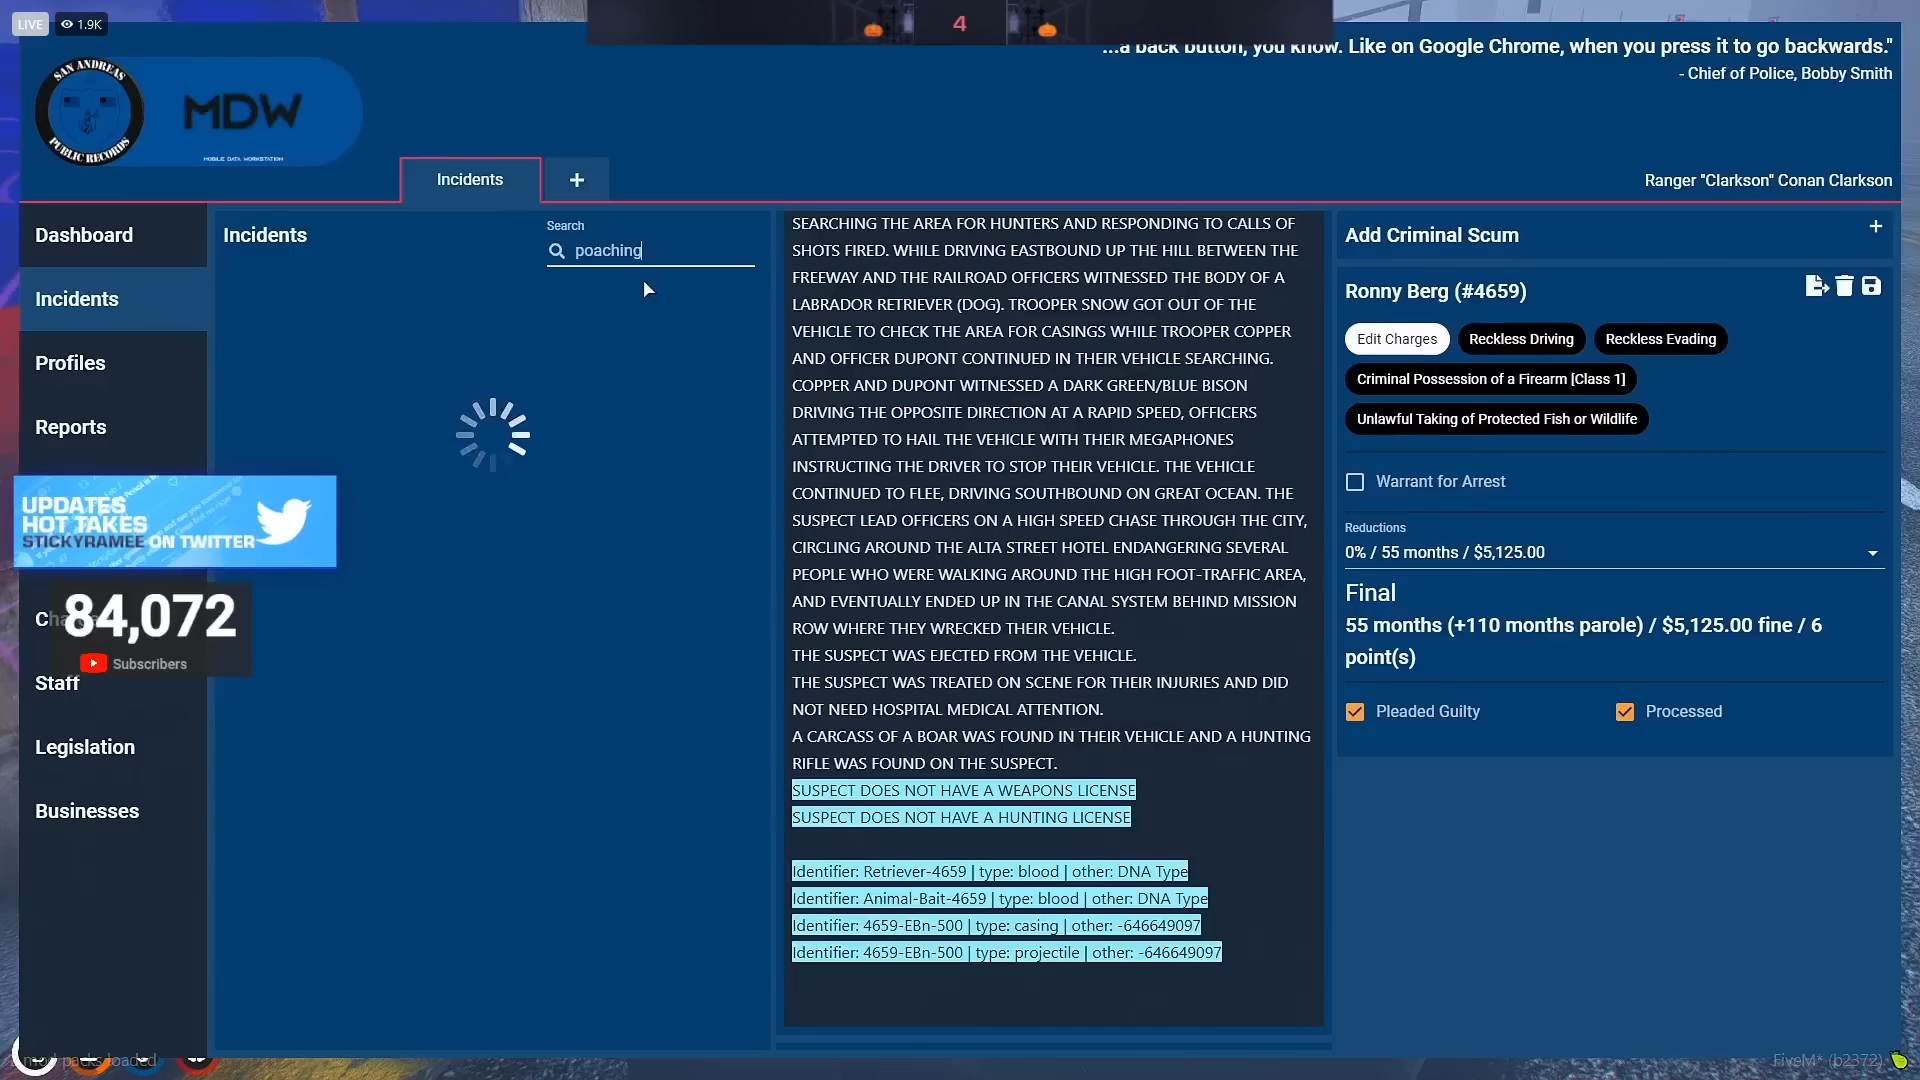 LIVE
1.9K
4
...a back button, you know. Like on Google Chrome, when you press it to go backwards."
- Chief of Police, Bobby Smith
SAN ANDREAS
PUBLIC RECORDS
MDW
MOBILE DATA WORKSTATION
Incidents
+
Ranger "Clarkson" Conan Clarkson
Dashboard
Incidents
Profiles
Reports
Staff
Legislation
Businesses
UPDATES
HOT TAKES
STICKYRAMEE ON TWITTER
84,072
Subscribers
Incidents
Search
poaching
SEARCHING THE AREA FOR HUNTERS AND RESPONDING TO CALLS OF
SHOTS FIRED. WHILE DRIVING EASTBOUND UP THE HILL BETWEEN THE
FREEWAY AND THE RAILROAD OFFICERS WITNESSED THE BODY OF A
LABRADOR RETRIEVER (DOG). TROOPER SNOW GOT OUT OF THE
VEHICLE TO CHECK THE AREA FOR CASINGS WHILE TROOPER COPPER
AND OFFICER DUPONT CONTINUED IN THEIR VEHICLE SEARCHING.
COPPER AND DUPONT WITNESSED A DARK GREEN/BLUE BISON
DRIVING THE OPPOSITE DIRECTION AT A RAPID SPEED, OFFICERS
ATTEMPTED TO HAIL THE VEHICLE WITH THEIR MEGAPHONES
INSTRUCTING THE DRIVER TO STOP THEIR VEHICLE. THE VEHICLE
CONTINUED TO FLEE, DRIVING SOUTHBOUND ON GREAT OCEAN. THE
SUSPECT LEAD OFFICERS ON A HIGH SPEED CHASE THROUGH THE CITY,
CIRCLING AROUND THE ALTA STREET HOTEL ENDANGERING SEVERAL
PEOPLE WHO WERE WALKING AROUND THE HIGH FOOT-TRAFFIC AREA,
AND EVENTUALLY ENDED UP IN THE CANAL SYSTEM BEHIND MISSION
ROW WHERE THEY WRECKED THEIR VEHICLE.
THE SUSPECT WAS EJECTED FROM THE VEHICLE.
THE SUSPECT WAS TREATED ON SCENE FOR THEIR INJURIES AND DID
NOT NEED HOSPITAL MEDICAL ATTENTION.
A CARCASS OF A BOAR WAS FOUND IN THEIR VEHICLE AND A HUNTING
RIFLE WAS FOUND ON THE SUSPECT.
SUSPECT DOES NOT HAVE A WEAPONS LICENSE
SUSPECT DOES NOT HAVE A HUNTING LICENSE
Identifier: Retriever-4659 | type: blood | other: DNA Type
Identifier: Animal-Bait-4659 | type: blood | other: DNA Type
Identifier: 4659-EBn-500 | type: casing | other: -646649097
Identifier: 4659-EBn-500 | type: projectile | other: -646649097
Add Criminal Scum
+
Ronny Berg (#4659)
Edit Charges
Reckless Driving
Reckless Evading
Criminal Possession of a Firearm [Class 1]
Unlawful Taking of Protected Fish or Wildlife
Warrant for Arrest
Reductions
0% / 55 months / $5,125.00
Final
55 months (+110 months parole) / $5,125.00 fine / 6
point(s)
Pleaded Guilty
Processed
mod packs loaded
FiveM* (b2372)